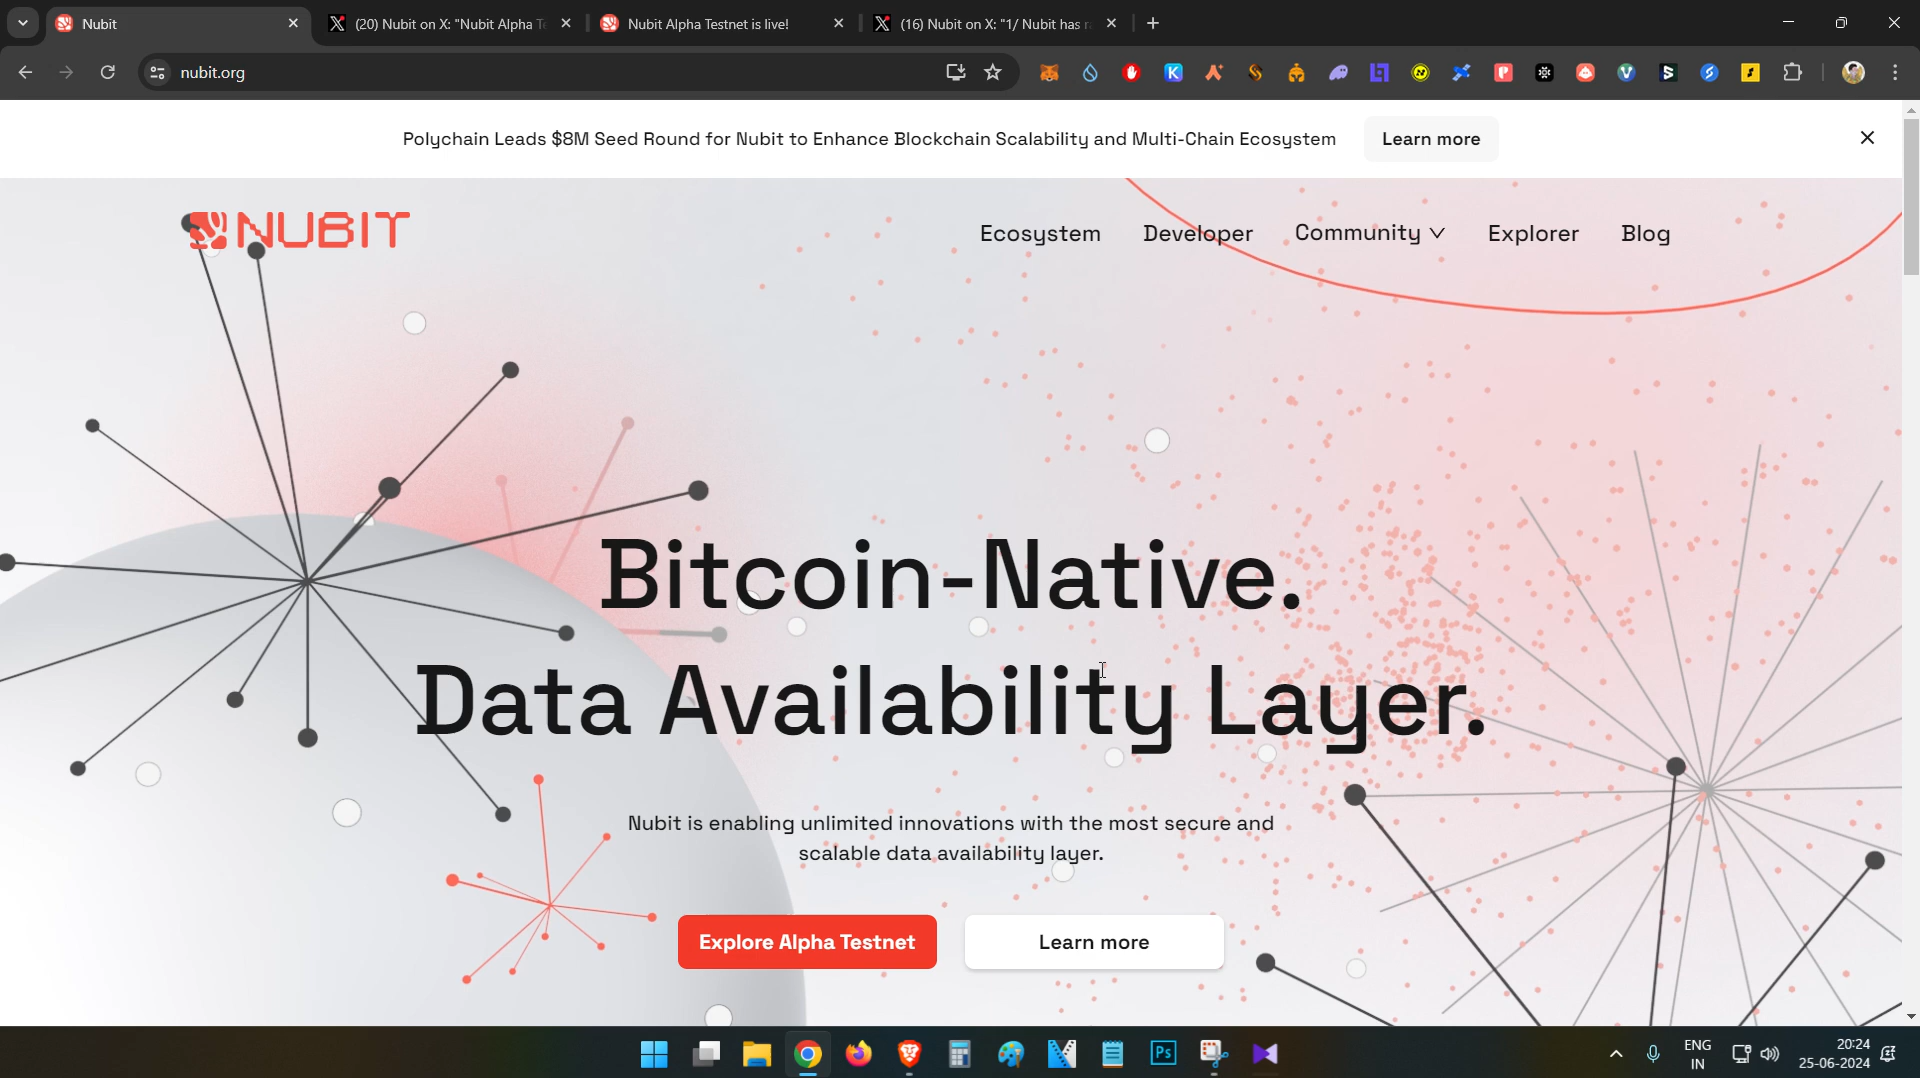 Nubit
(20) Nubit on X: "Nubit Alpha Te
Nubit Alpha Testnet is live!
(16) Nubit on X: "1/ Nubit has ra
nubit.org
Polychain Leads $8M Seed Round for Nubit to Enhance Blockchain Scalability and Multi-Chain Ecosystem
Learn more
NUBIT
Ecosystem
Developer
Community
Explorer
Blog
Bitcoin-Native.
Data Availability Layer.
Nubit is enabling unlimited innovations with the most secure and
scalable data availability layer.
Explore Alpha Testnet
Learn more
Ps
ENG
IN
20:24
25-06-2024